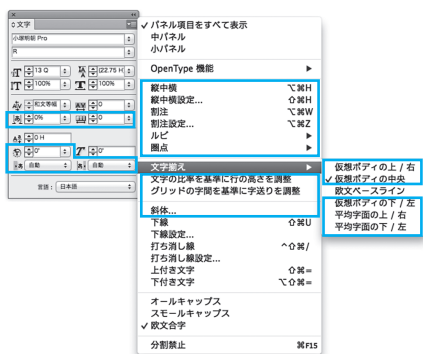 文字
小塚明朝 Pro
R
13 Q
(22.75 H)
100%
100%
和文等幅
0
0%
0
0 H
0°
0°
自動
自動
言語： 日本語
✓ パネル項目をすべて表示
中パネル
小パネル
OpenType 機能 ▶
縦中横 ⌥⌘H
縦中横設定... ⇧⌘H
割注 ⌥⌘W
割注設定... ⌥⌘Z
ルビ ▶
圏点 ▶
文字揃え ▶
文字の比率を基準に行の高さを調整
グリッドの字間を基準に字送りを調整
斜体...
下線 ⇧⌘U
下線設定...
打ち消し線 ^⇧⌘/
打ち消し線設定...
上付き文字 ⇧⌘=
下付き文字 ⌥⇧⌘=
オールキャップス
スモールキャップス
✓ 欧文合字
分割禁止 ⌘F15
仮想ボディの上 / 右
✓ 仮想ボディの中央
欧文ベースライン
仮想ボディの下 / 左
平均字面の上 / 右
平均字面の下 / 左